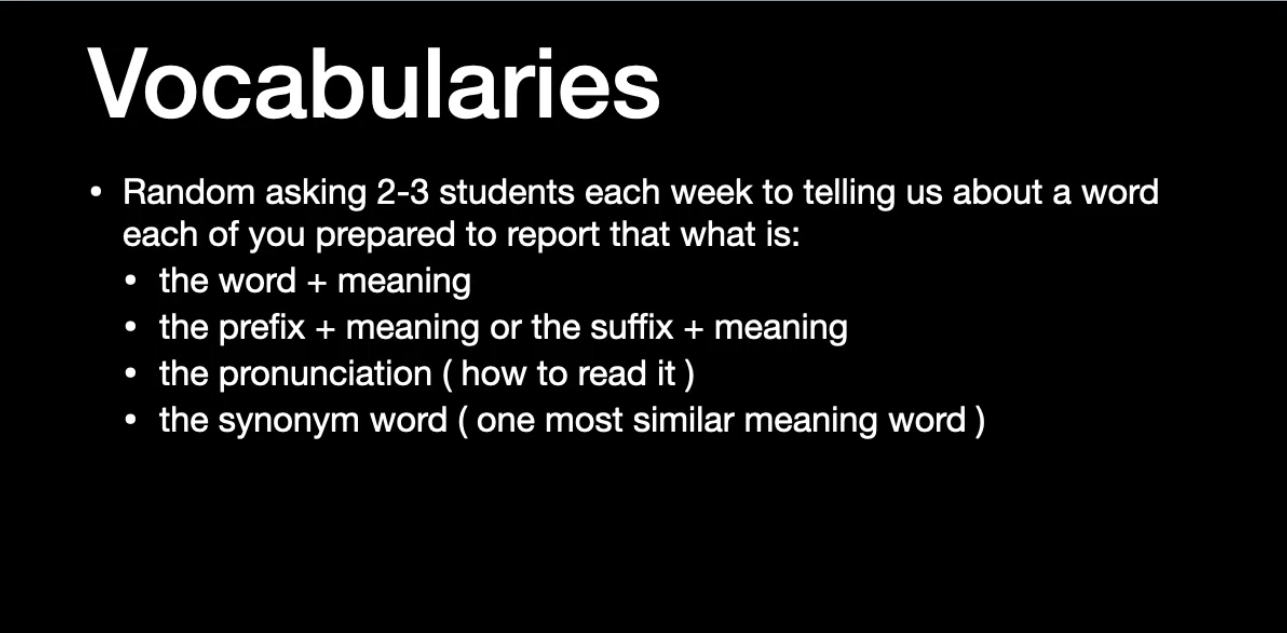 Vocabularies
• Random asking 2-3 students each week to telling us about a word
each of you prepared to report that what is:
• the word + meaning
• the prefix + meaning or the suffix + meaning
• the pronunciation ( how to read it )
• the synonym word ( one most similar meaning word )